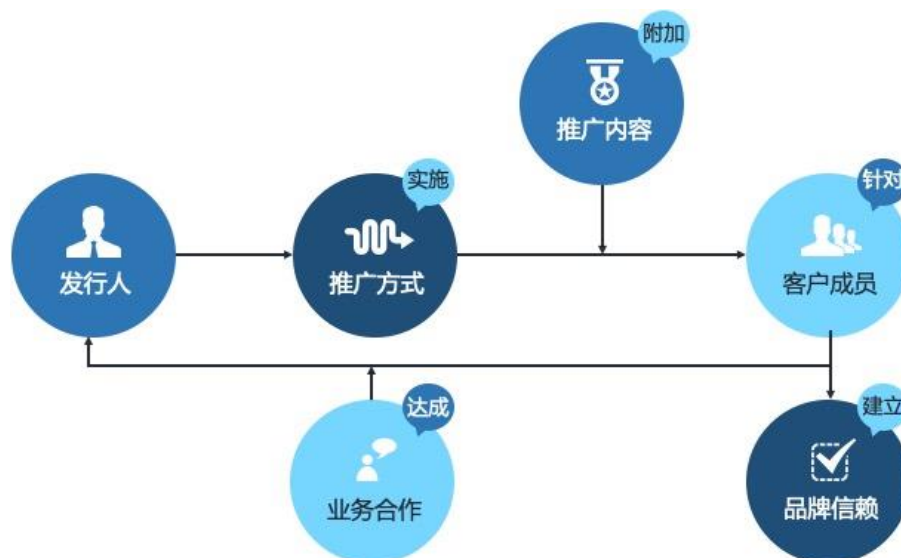 附加
推广内容
实施
针对
发行人
推广方式
客户成员
达成
建立
业务合作
品牌信赖